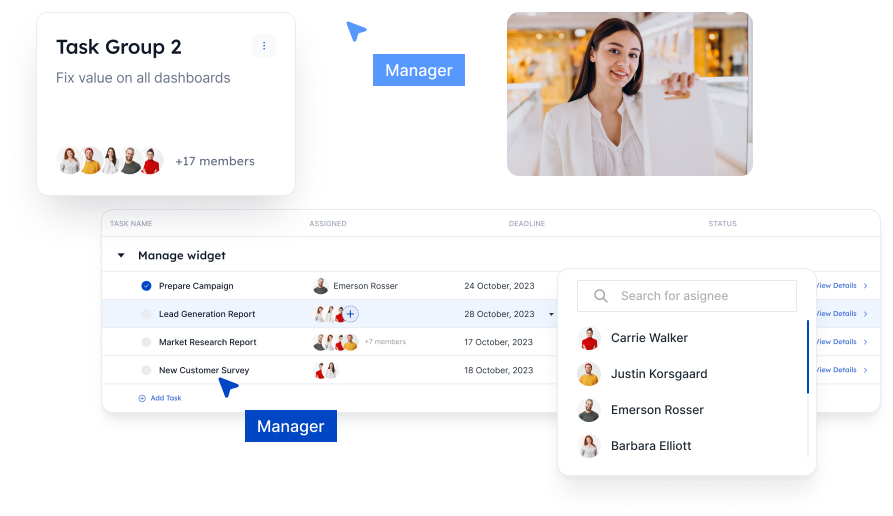 Task Group 2
Fix value on all dashboards
+17 members
Manager
TASK NAME ASSIGNED DEADLINE STATUS
Manage widget
Prepare Campaign Emerson Rosser 24 October, 2023 View Details
Lead Generation Report 28 October, 2023 View Details
Market Research Report +7 members 17 October, 2023 View Details
New Customer Survey 18 October, 2023 View Details
Add Task
Manager
Search for asignee
Carrie Walker
Justin Korsgaard
Emerson Rosser
Barbara Elliott